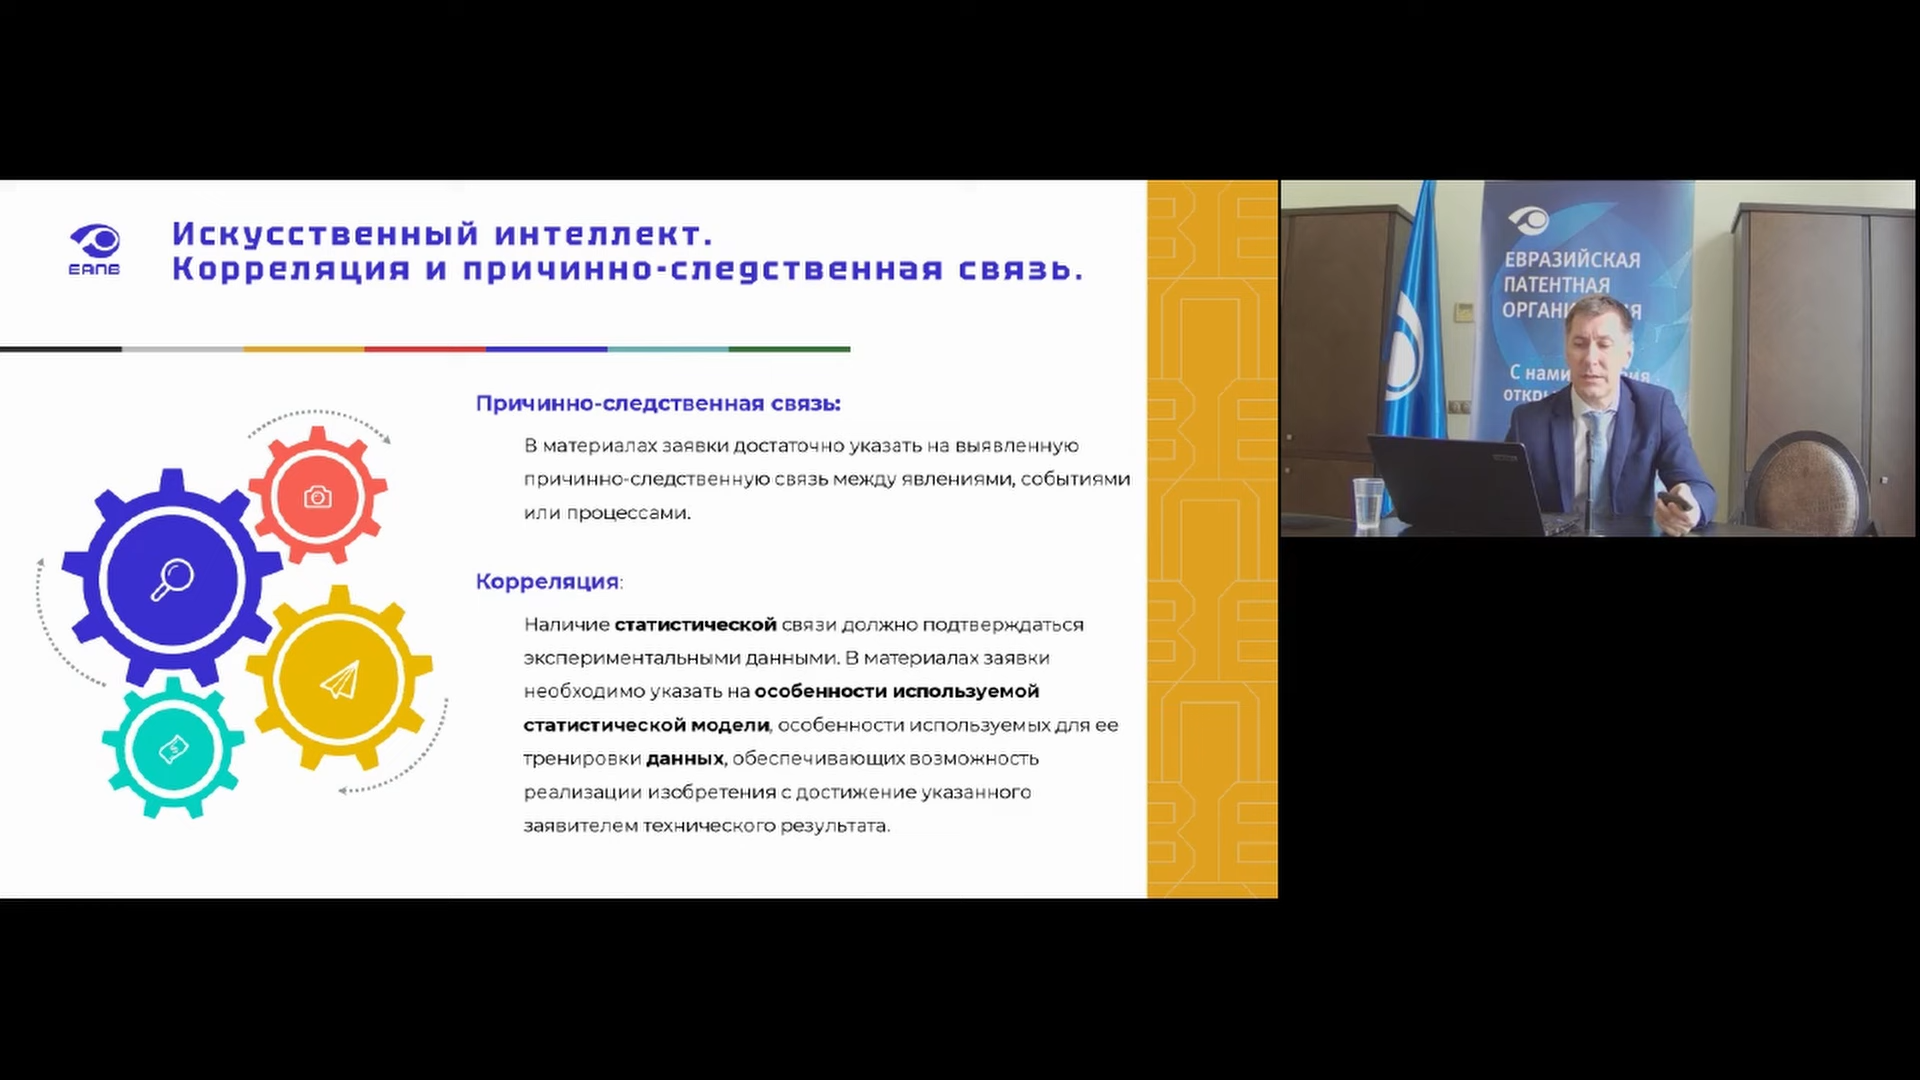 ЕАПВ
Искусственный интеллект.
Корреляция и причинно-следственная связь.
Причинно-следственная связь:
В материалах заявки достаточно указать на выявленную
причинно-следственную связь между явлениями, событиями
или процессами.
Корреляция:
Наличие статистической связи должно подтверждаться
экспериментальными данными. В материалах заявки
необходимо указать на особенности используемой
статистической модели, особенности используемых для ее
тренировки данных, обеспечивающих возможность
реализации изобретения с достижение указанного
заявителем технического результата.
ЕВРАЗИЙСКАЯ
ПАТЕНТНАЯ
С нами